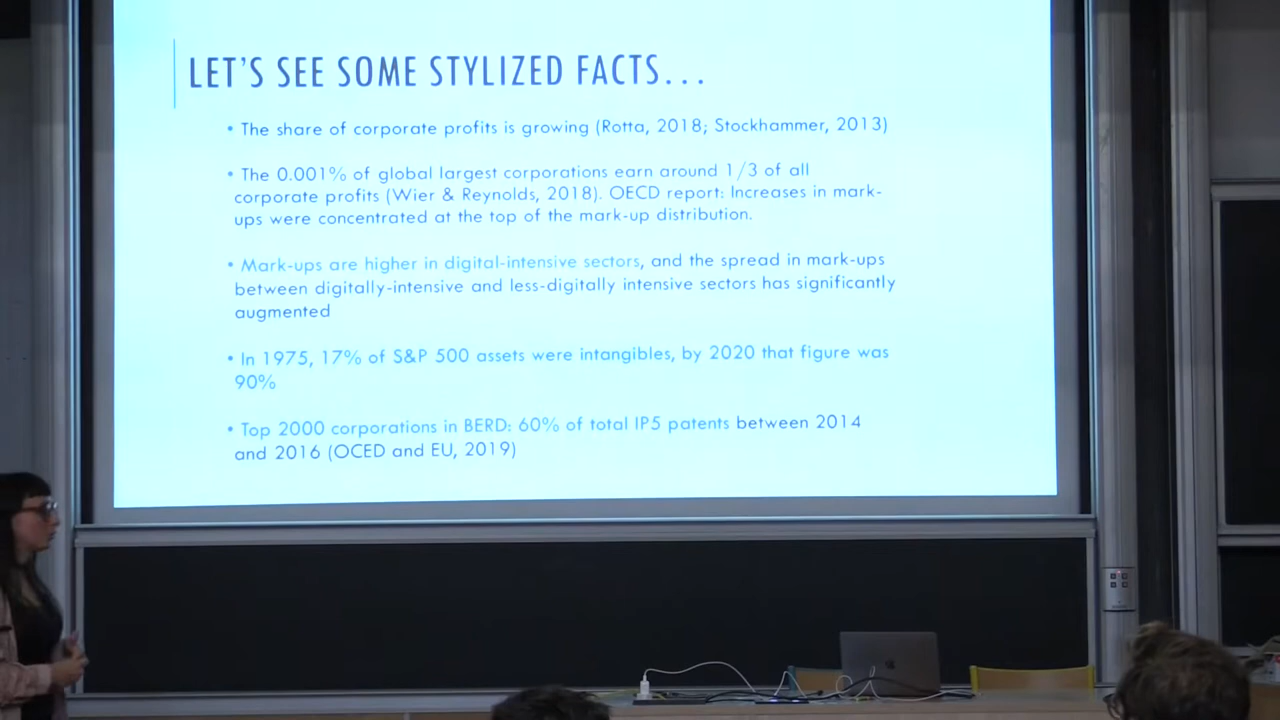 LET'S SEE SOME STYLIZED FACTS...
• The share of corporate profits is growing (Rotta, 2018; Stockhammer, 2013)
• The 0.001% of global largest corporations earn around 1/3 of all
corporate profits (Wier & Reynolds, 2018). OECD report: Increases in mark-
ups were concentrated at the top of the mark-up distribution.
• Mark-ups are higher in digital-intensive sectors, and the spread in mark-ups
between digitally-intensive and less-digitally intensive sectors has significantly
augmented
• In 1975, 17% of S&P 500 assets were intangibles, by 2020 that figure was
90%
• Top 2000 corporations in BERD: 60% of total IP5 patents between 2014
and 2016 (OCED and EU, 2019)